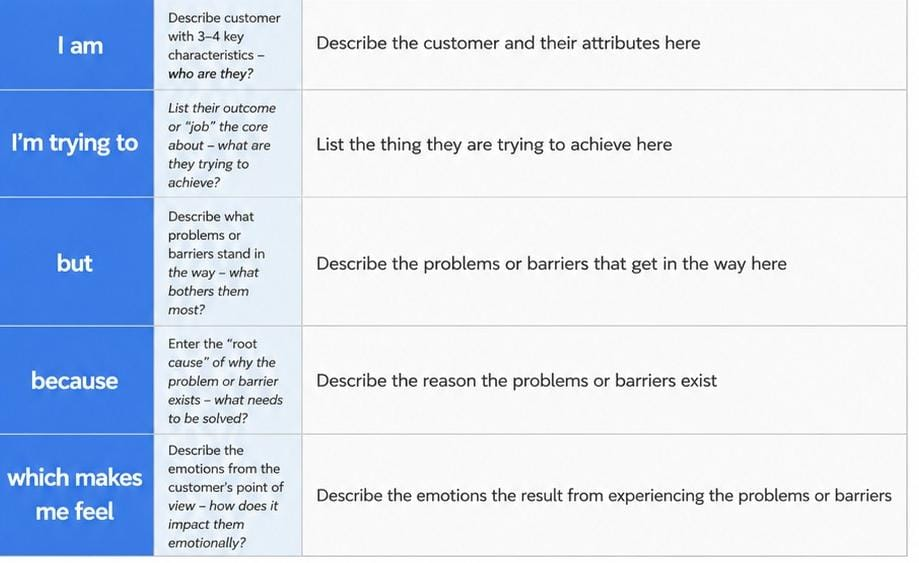 I am
Describe customer
with 3–4 key
characteristics –
who are they?
Describe the customer and their attributes here
I'm trying to
List their outcome
or “job” the core
about – what are
they trying to
achieve?
List the thing they are trying to achieve here
but
Describe what
problems or
barriers stand in
the way – what
bothers them
most?
Describe the problems or barriers that get in the way here
because
Enter the “root
cause” of why the
problem or barrier
exists – what needs
to be solved?
Describe the reason the problems or barriers exist
which makes
me feel
Describe the
emotions from the
customer's point of
view – how does it
impact them
emotionally?
Describe the emotions the result from experiencing the problems or barriers